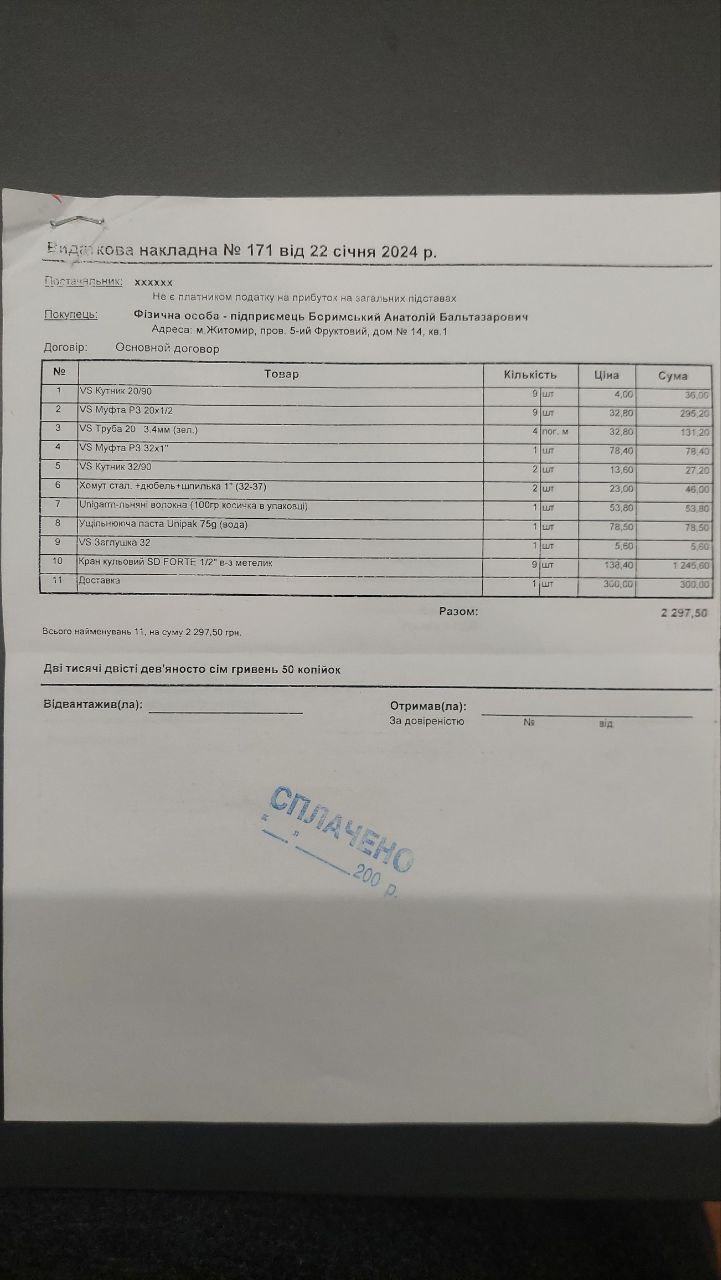 Видаткова накладна № 171 від 22 січня 2024 р.
Постачальник: xxxxxx
Не є платником податку на прибуток на загальних підставах
Покупець: Фізична особа - підприємець Боримський Анатолій Бальтазарович
Адреса: м.Житомир, пров. 5-ий Фруктовий, дом № 14, кв.1
Договір: Основной договор
№ Товар Кількість Ціна Сума
1 VS Кутник 20/90 9 шт 4,00 36,00
2 VS Муфта РЗ 20х1/2 9 шт 32,80 295,20
3 VS Труба 20 3,4мм (зел.) 4 пог. м 32,80 131,20
4 VS Муфта РЗ 32х1" 1 шт 78,40 78,40
5 VS Кутник 32/90 2 шт 13,60 27,20
6 Хомут стал. +дюбель+шпилька 1" (32-37) 2 шт 23,00 46,00
7 Unigarm-льняні волокна (100гр косичка в упаковці) 1 шт 53,80 53,80
8 Ущільнююча паста Unipak 75g (вода) 1 шт 78,50 78,50
9 VS Заглушка 32 1 шт 5,60 5,60
10 Кран кульовий SD FORTE 1/2" в-з метелик 9 шт 138,40 1 245,60
11 Доставка 1 шт 300,00 300,00
Разом: 2 297,50
Всього найменувань 11, на суму 2 297,50 грн.
Дві тисячі двісті дев'яносто сім гривень 50 копійок
Відвантажив(ла): Отримав(ла):
За довіреністю № від
СПЛАЧЕНО
" " 200 р.